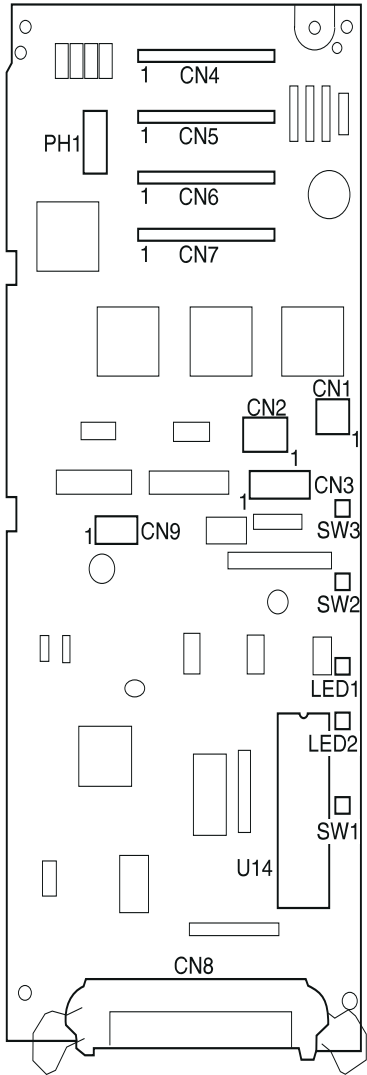 1 CN4
1 CN5
PH1
1 CN6
1 CN7
CN1
1
CN2
1
CN3
1
SW3
1 CN9
SW2
LED1
LED2
SW1
U14
CN8